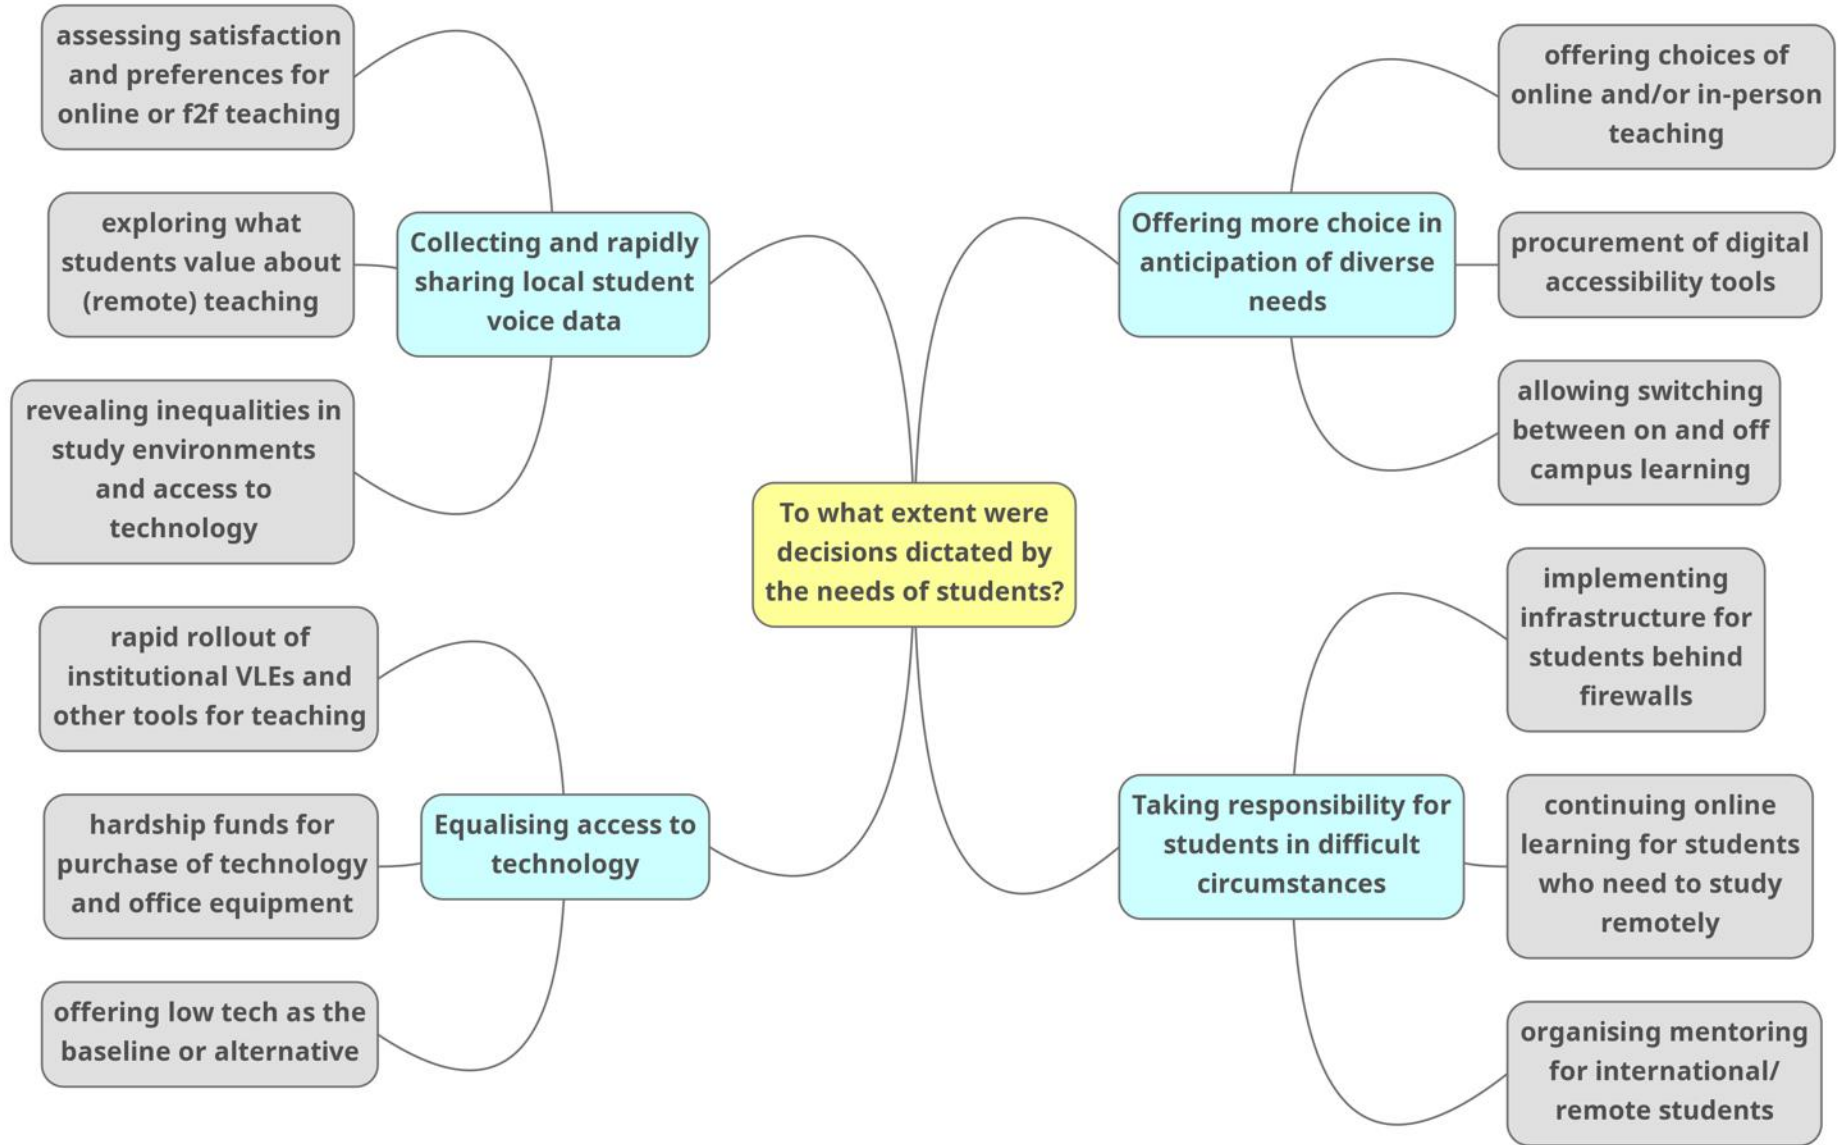 assessing satisfaction
and preferences for
online or f2f teaching
exploring what
students value about
(remote) teaching
revealing inequalities in
study environments
and access to
technology
Collecting and rapidly
sharing local student
voice data
offering choices of
online and/or in-person
teaching
Offering more choice in
anticipation of diverse
needs
procurement of digital
accessibility tools
allowing switching
between on and off
campus learning
To what extent were
decisions dictated by
the needs of students?
rapid rollout of
institutional VLEs and
other tools for teaching
hardship funds for
purchase of technology
and office equipment
offering low tech as the
baseline or alternative
Equalising access to
technology
implementing
infrastructure for
students behind
firewalls
Taking responsibility for
students in difficult
circumstances
continuing online
learning for students
who need to study
remotely
organising mentoring
for international/
remote students